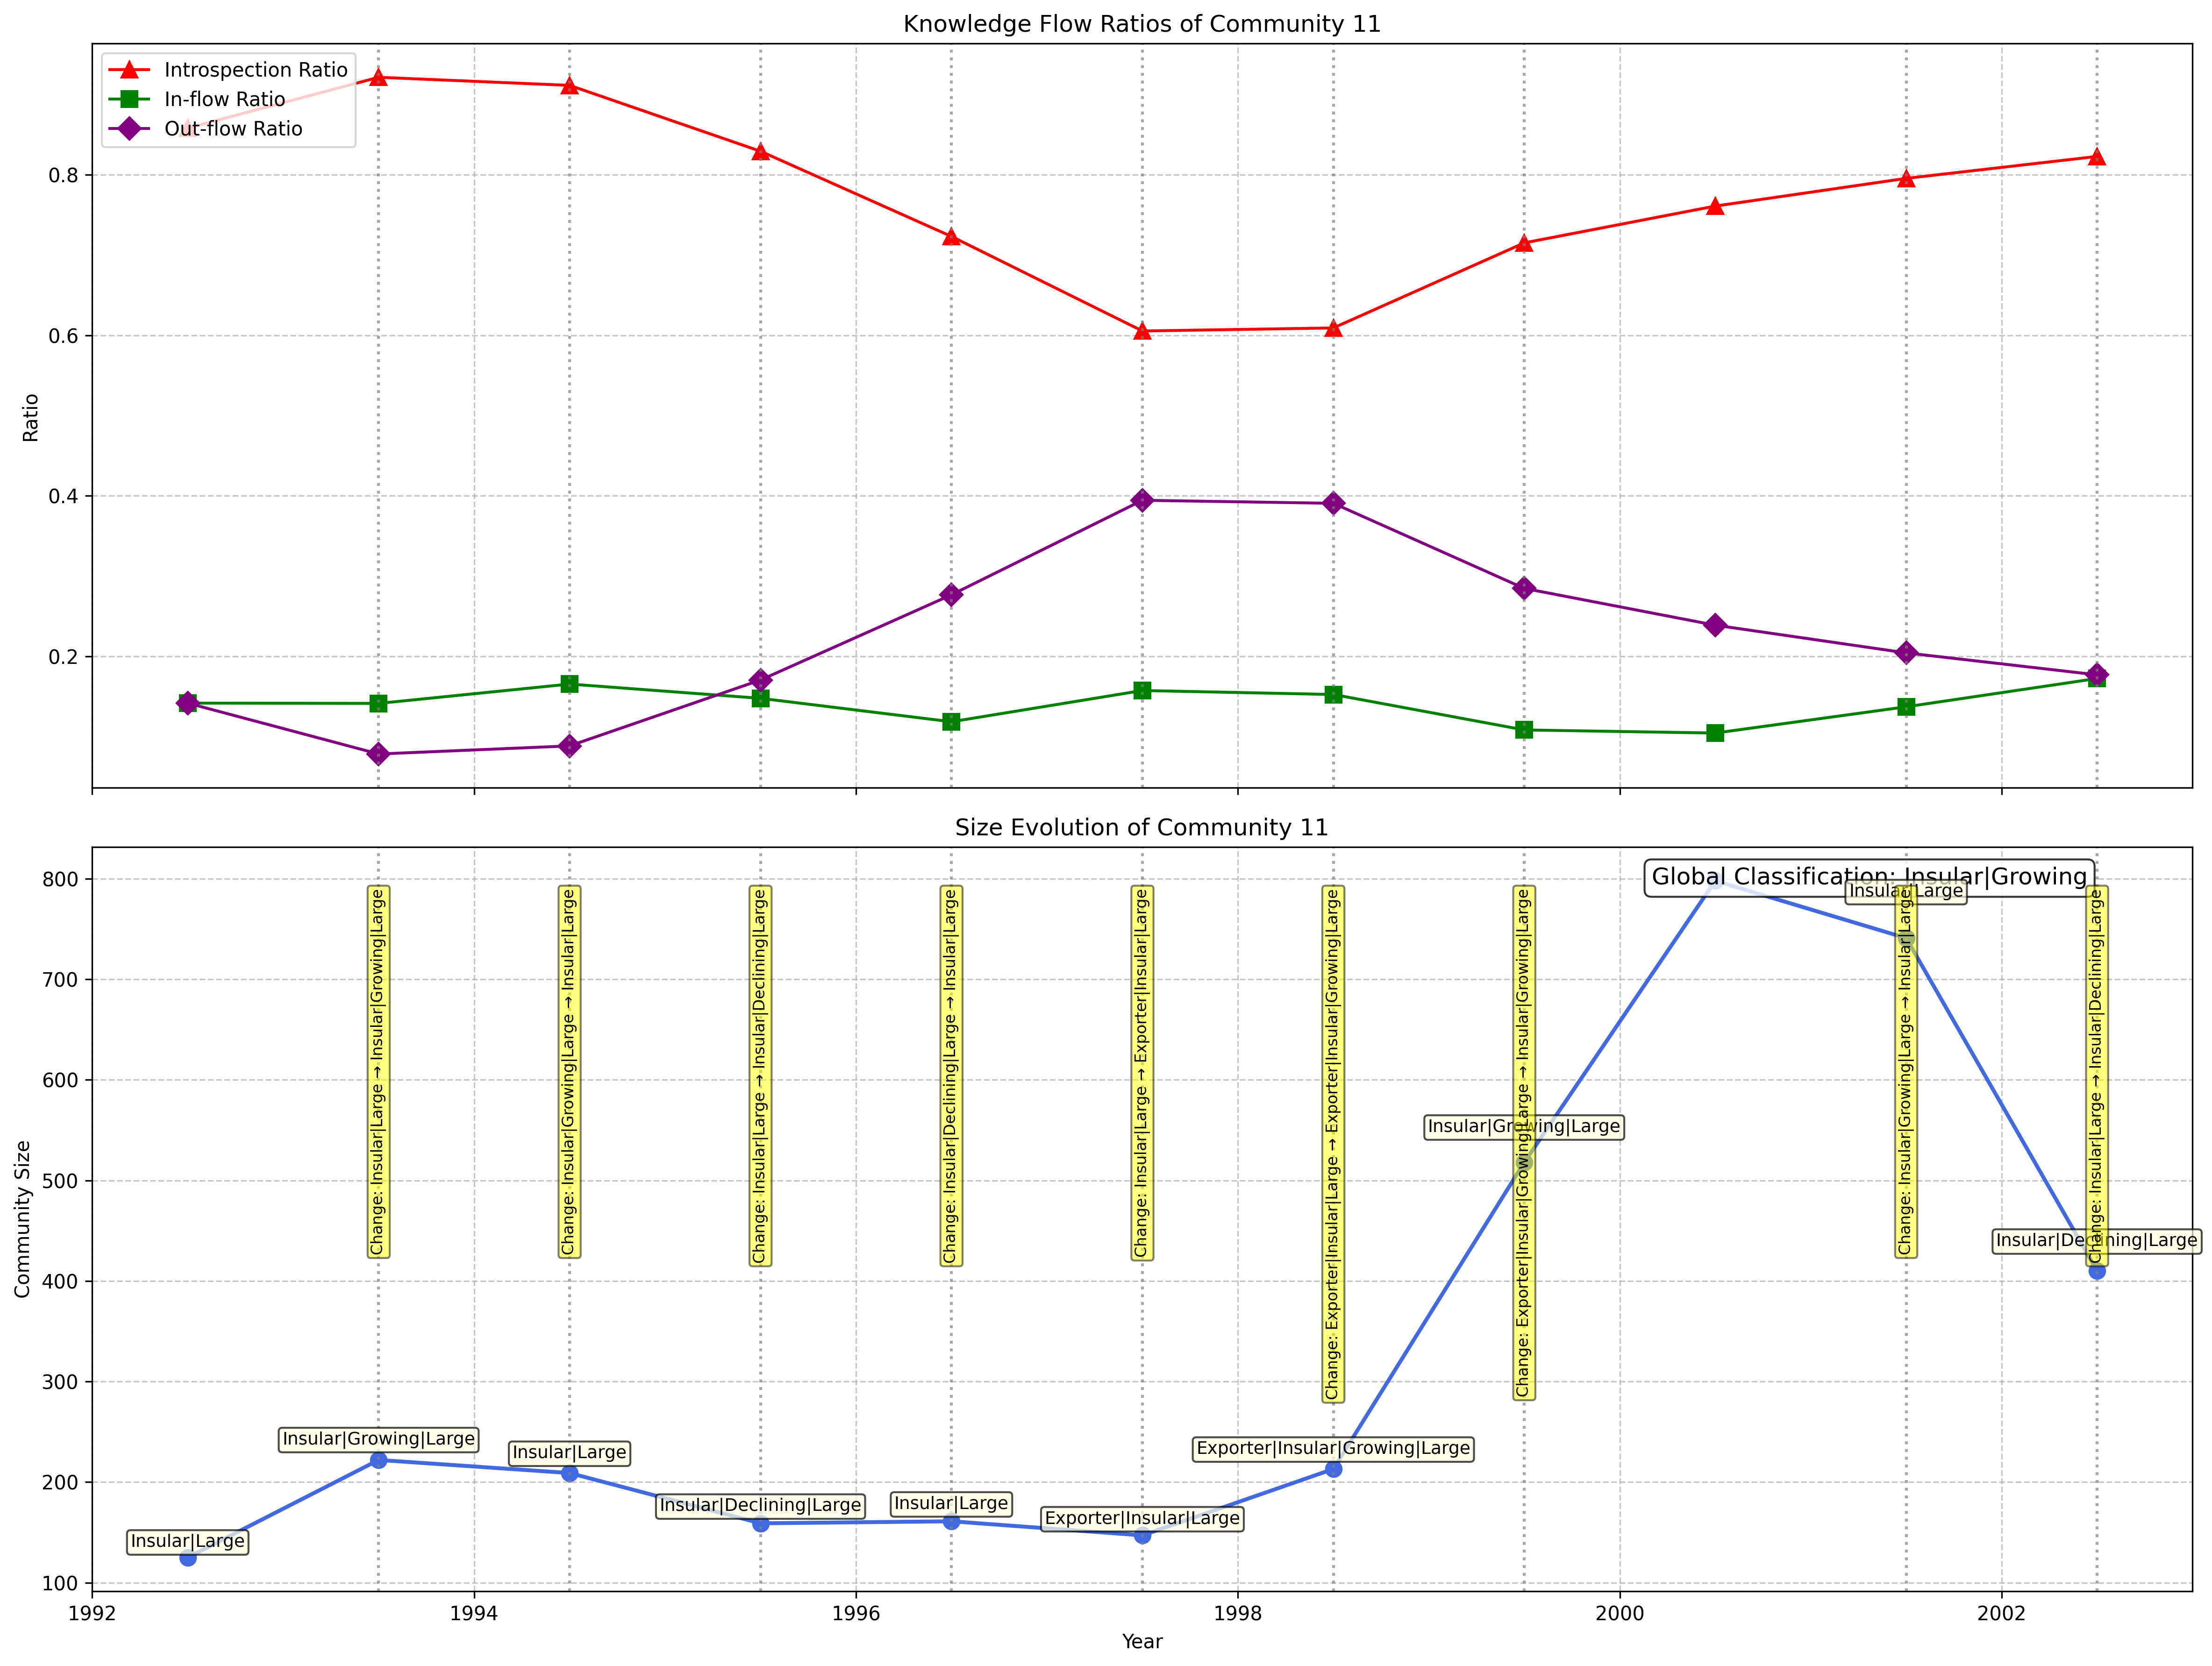 Knowledge Flow Ratios of Community 11
Introspection Ratio
In-flow Ratio
Out-flow Ratio
Ratio
0.8
0.6
0.4
0.2
Size Evolution of Community 11
Global Classification: Insular|Growing
Community Size
800
700
600
500
400
300
200
100
Change: Insular|Large → Insular|Growing|Large
Change: Insular|Growing|Large → Insular|Large
Change: Insular|Large → Insular|Declining|Large
Change: Insular|Declining|Large → Insular|Large
Change: Insular|Large → Exporter|Insular|Large
Change: Exporter|Insular|Large → Exporter|Insular|Growing|Large
Change: Exporter|Insular|Growing|Large → Insular|Growing|Large
Change: Insular|Growing|Large → Insular|Large
Change: Insular|Large → Insular|Declining|Large
Insular|Large
Insular|Growing|Large
Insular|Large
Insular|Declining|Large
Insular|Large
Exporter|Insular|Large
Exporter|Insular|Growing|Large
Insular|Growing|Large
Insular|Large
Insular|Declining|Large
1992
1994
1996
1998
2000
2002
Year